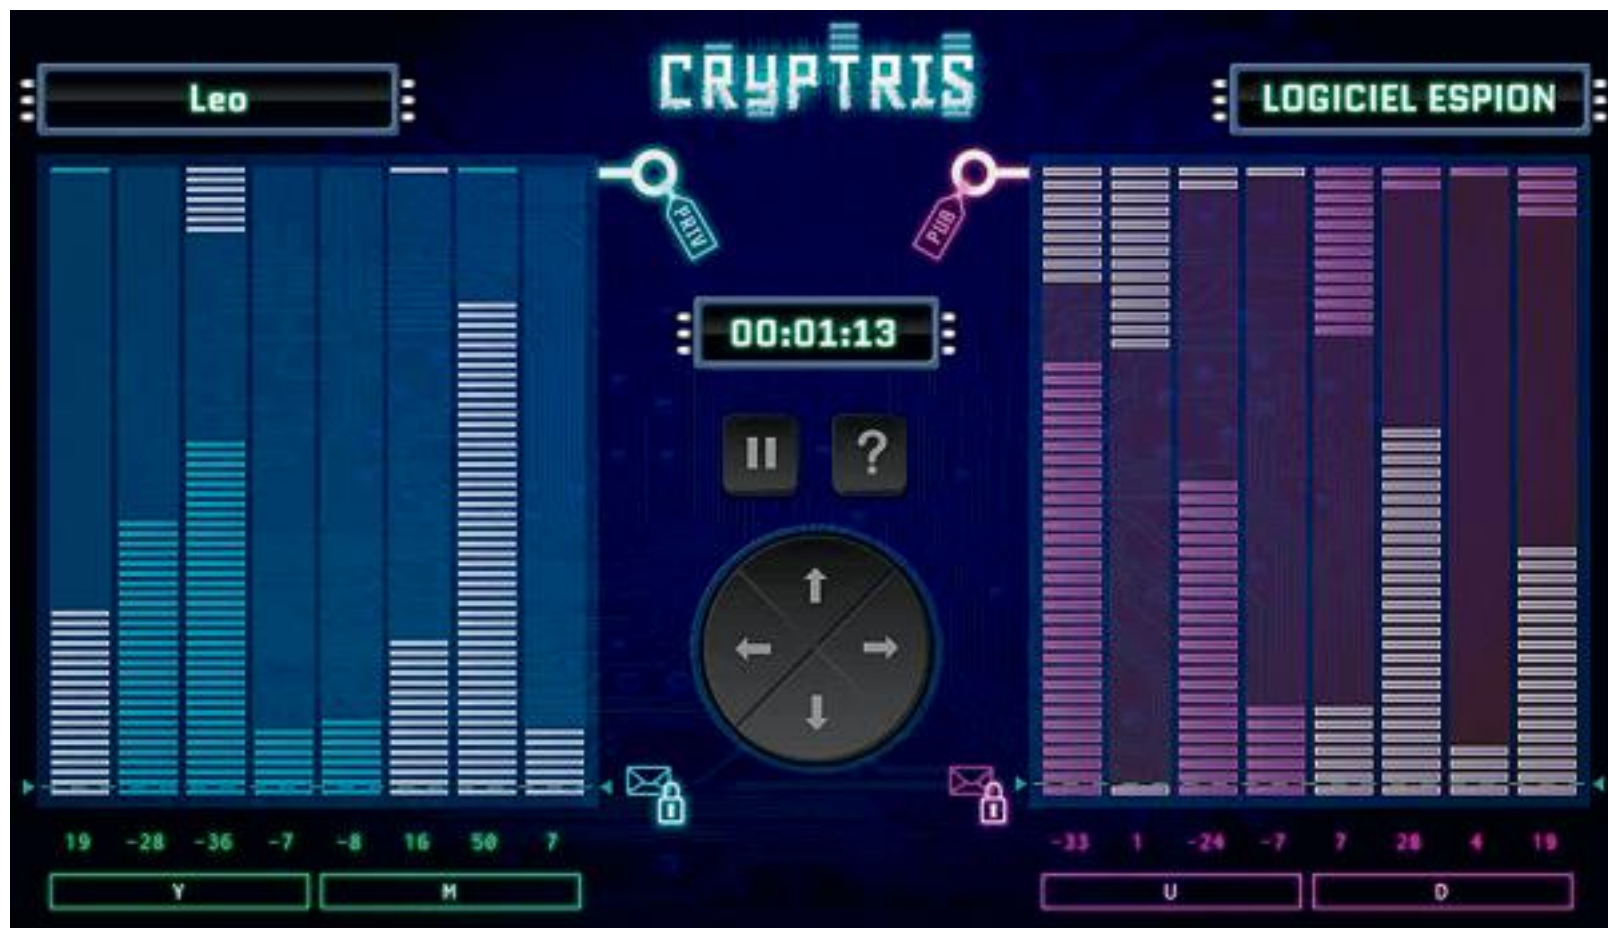 CRYPTRIS
Leo
LOGICIEL ESPION
PRIV
PUB
00:01:13
?
19 -28 -36 -7 -8 16 50 7
-33 1 -24 -7 7 28 4 19
Y M
U D